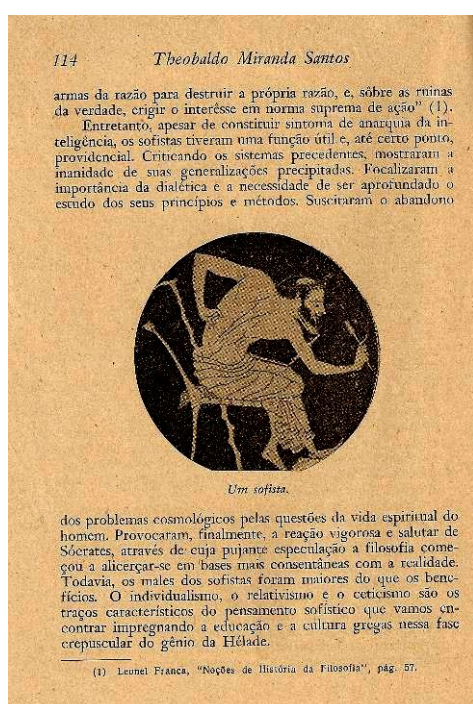 114 Theobaldo Miranda Santos
armas da razão para destruir a própria razão, e, sôbre as ruinas
da verdade, erigir o interêsse em norma suprema de ação" (1).
Entretanto, apesar de constituir sintoma de anarquia da in-
teligência, os sofistas tiveram uma função útil e, até certo ponto,
providencial. Criticando os sistemas precedentes, mostraram a
inanidade de suas generalizações precipitadas. Focalizaram a
importância da dialética e a necessidade de ser aprofundado o
estudo dos seus princípios e métodos. Suscitaram o abandono
Um sofista.
dos problemas cosmológicos pelas questões da vida espiritual do
homem. Provocaram, finalmente, a reação vigorosa e salutar de
Sócrates, através de cuja pujante especulação a filosofia come-
çou a alicerçar-se em bases mais consentâneas com a realidade.
Todavia, os males dos sofistas foram maiores do que os bene-
fícios. O individualismo, o relativismo e o ceticismo são os
traços característicos do pensamento sofístico que vamos en-
contrar impregnando a educação e a cultura gregas nessa fase
crepuscular do gênio da Hélade.
(1) Leonel Franca, "Noções de História da Filosofia", pág. 57.